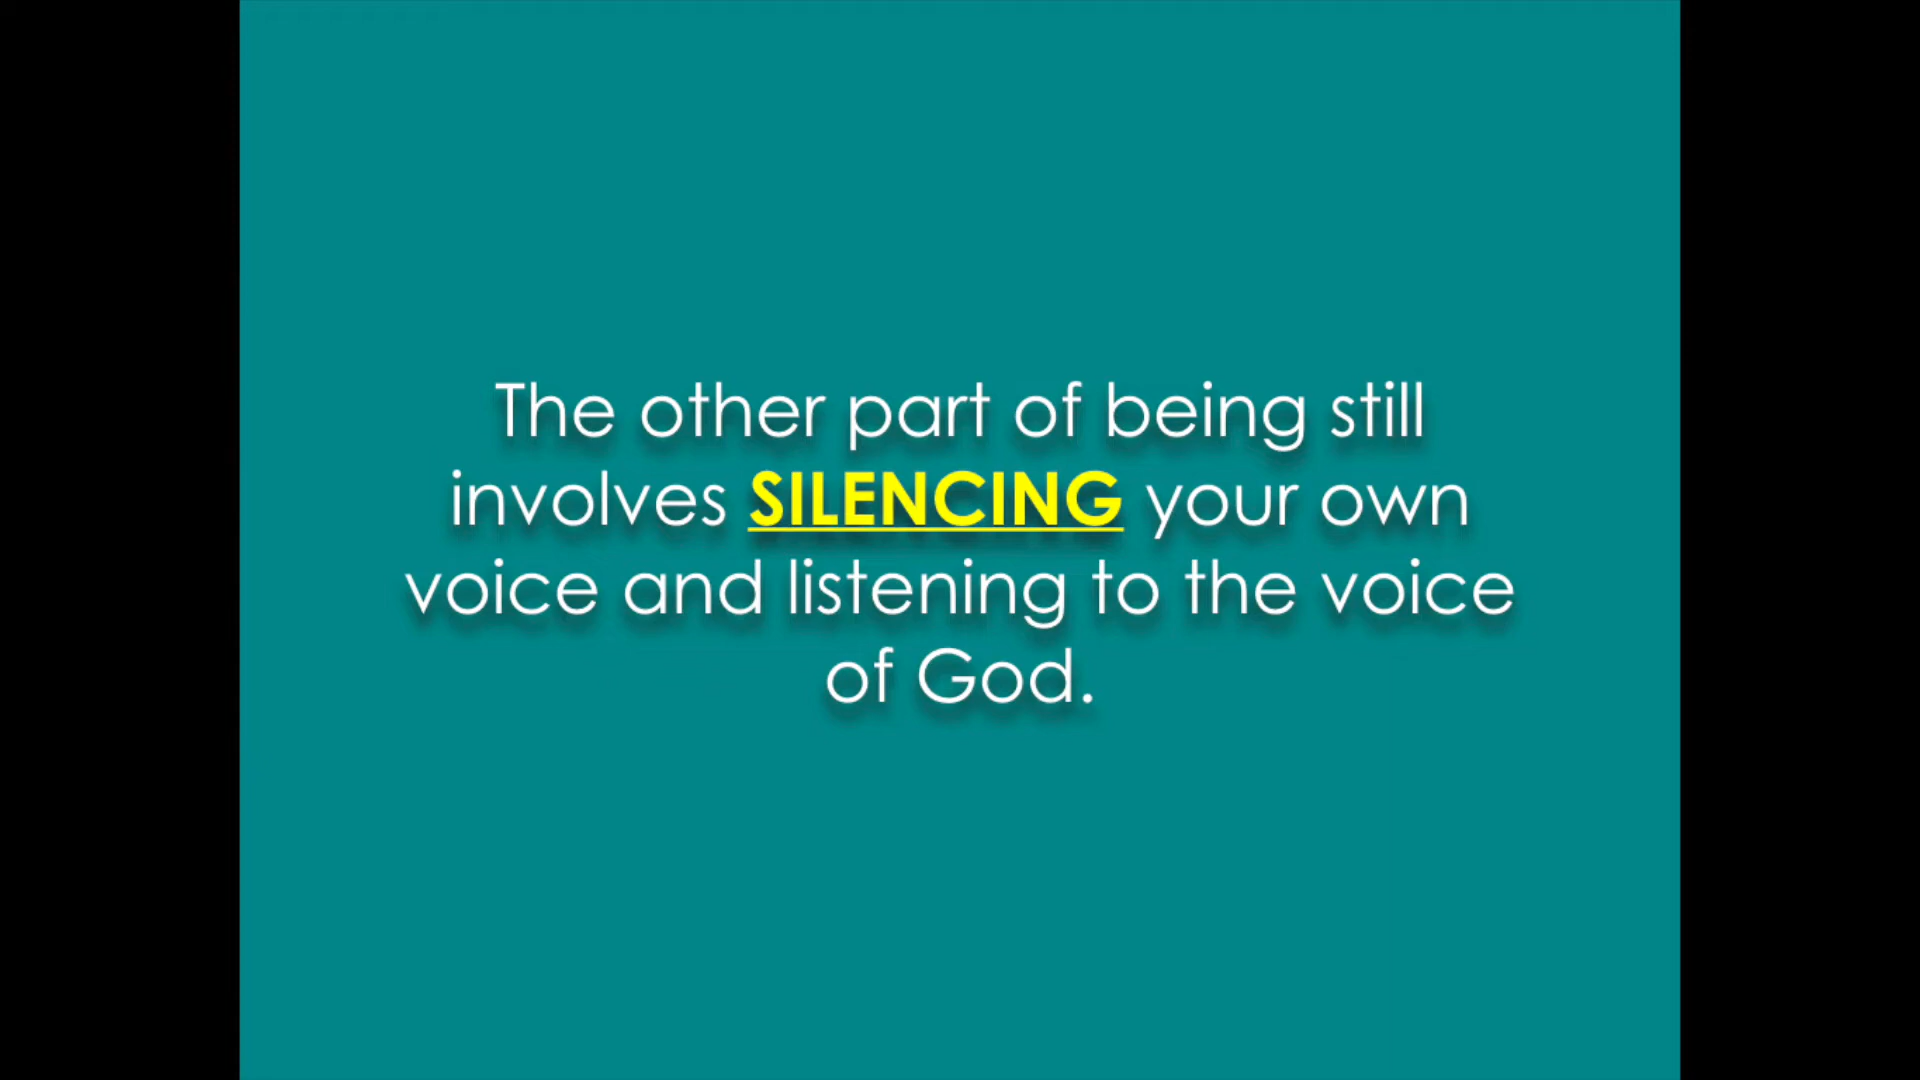 The other part of being still
involves SILENCING your own
voice and listening to the voice
of God.